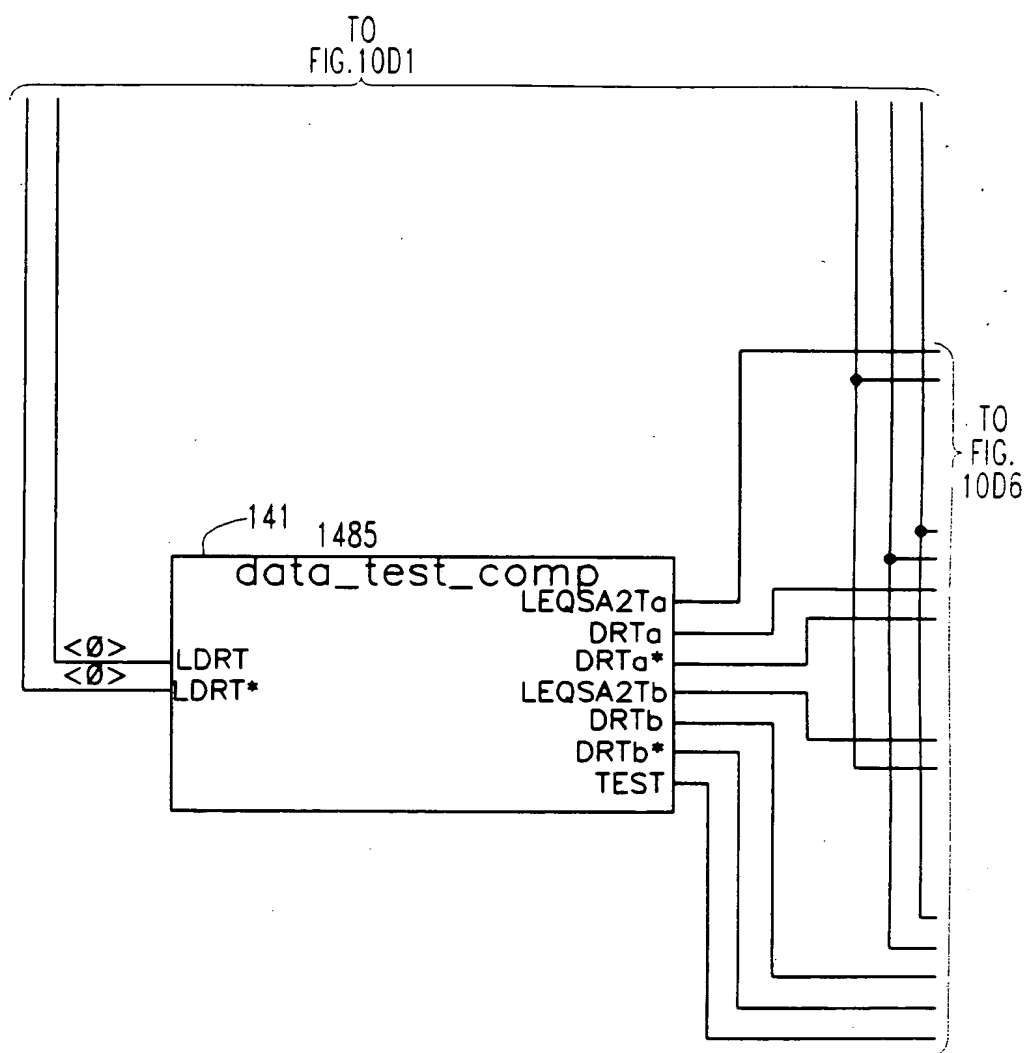 TO
FIG.10D1
TO
FIG.
10D6
141
1485
data_test_comp
LEQSA2Ta
DRTa
<Ø>
LDRT
DRTa*
<Ø>
LDRT*
LEQSA2Tb
DRTb
DRTb*
TEST